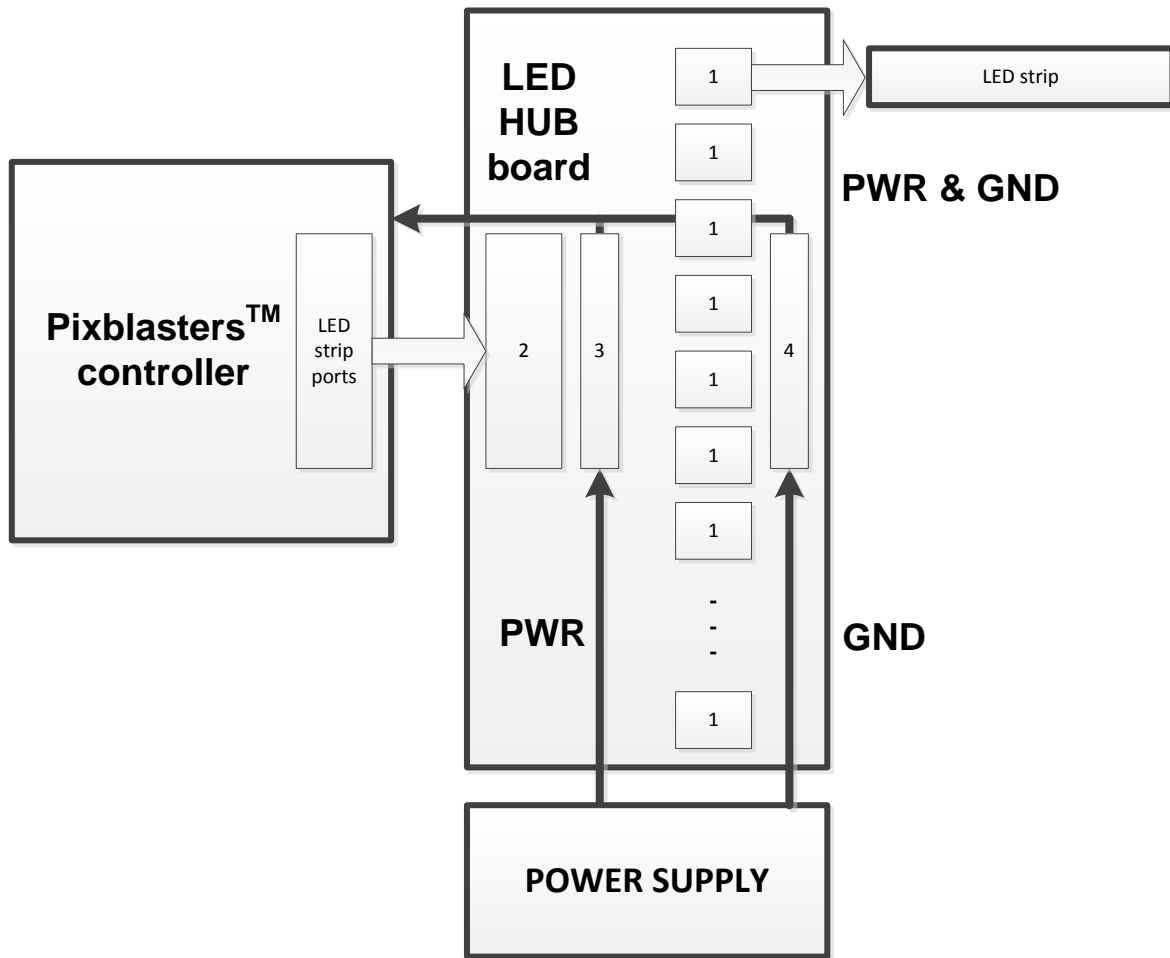 LED
HUB
board
1
LED strip
1
PWR & GND
1
Pixblasters™
controller
LED
strip
ports
2
3
1
1
4
1
1
-
-
-
PWR
GND
1
POWER SUPPLY